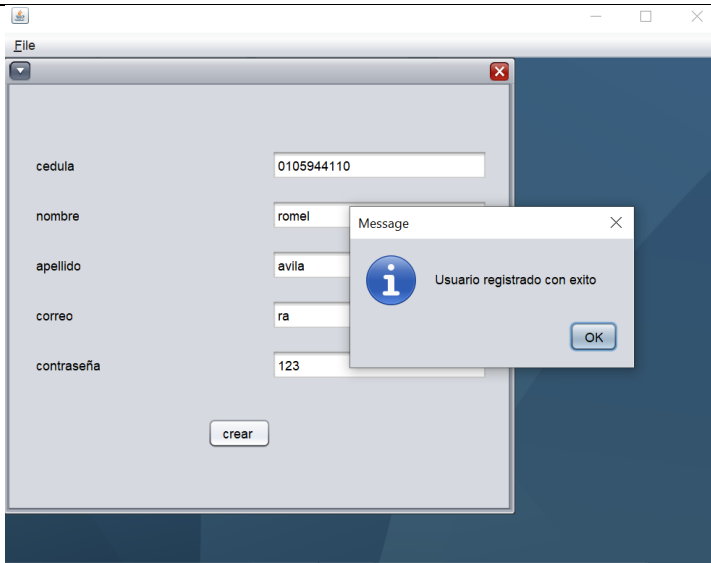 File
cedula 0105944110
nombre romel
Message
apellido avila
Usuario registrado con exito
correo ra
OK
contraseña 123
crear